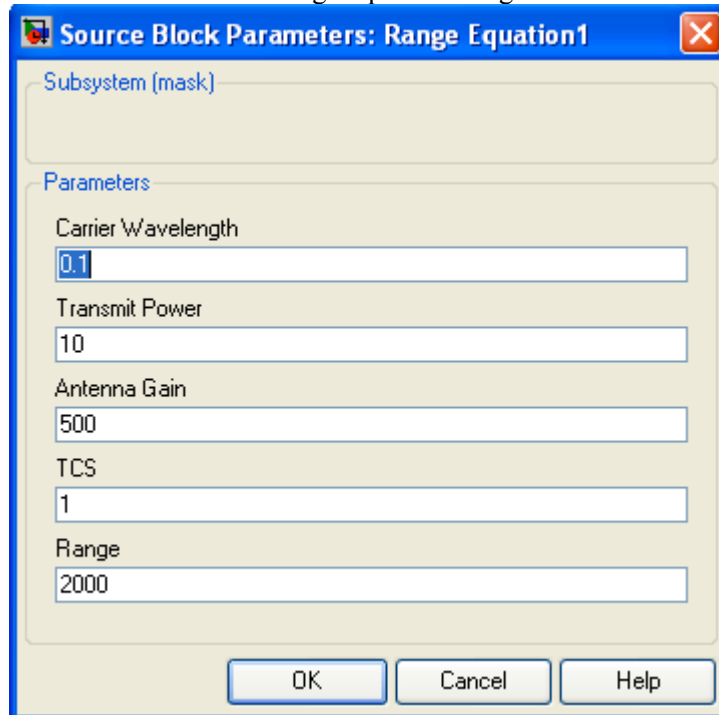 Source Block Parameters: Range Equation1
Subsystem (mask)
Parameters
Carrier Wavelength
0.1
Transmit Power
10
Antenna Gain
500
TCS
1
Range
2000
OK Cancel Help